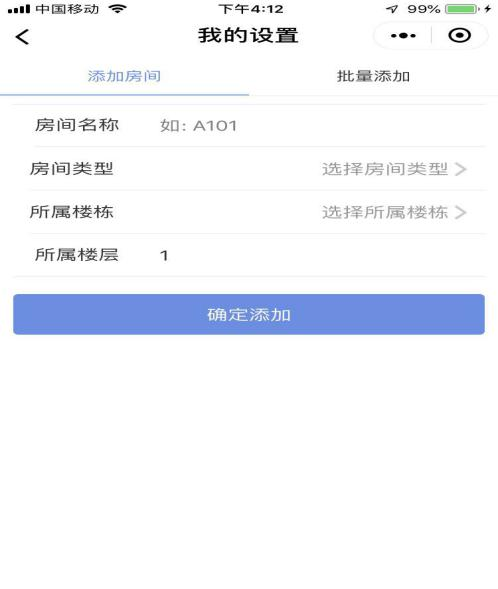 中国移动 下午4:12 99%
我的设置
添加房间 批量添加
房间名称 如: A101
房间类型 选择房间类型
所属楼栋 选择所属楼栋
所属楼层 1
确定添加